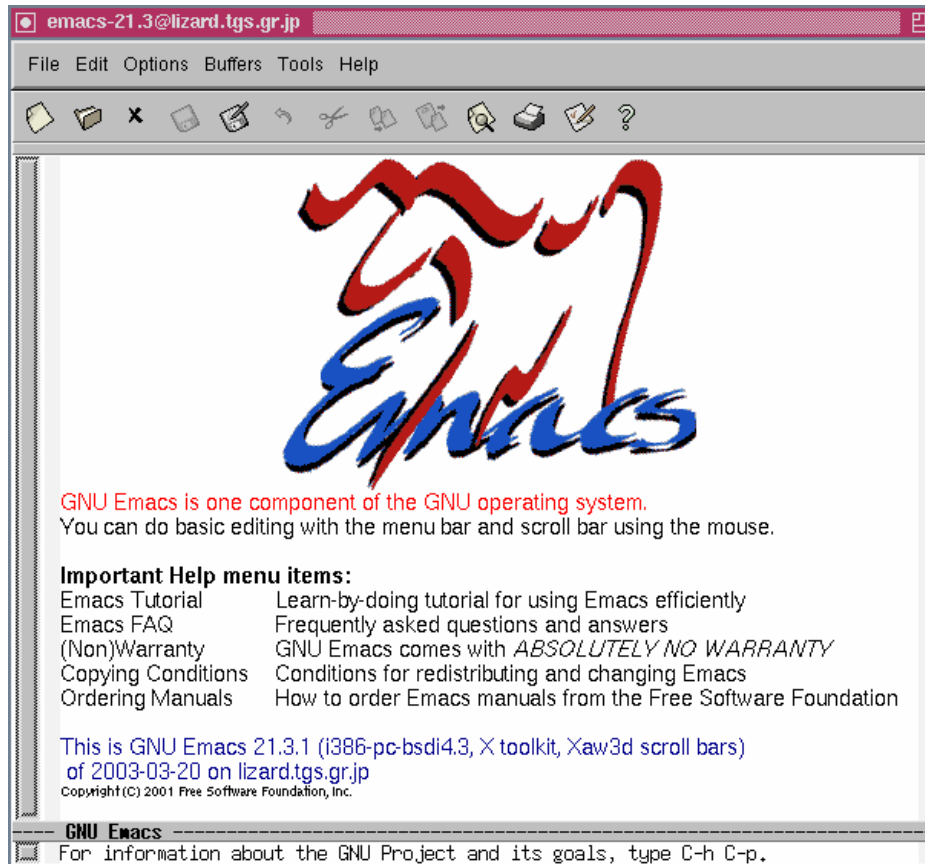 emacs-21.3@lizard.tgs.gr.jp
File Edit Options Buffers Tools Help
Emacs
GNU Emacs is one component of the GNU operating system.
You can do basic editing with the menu bar and scroll bar using the mouse.
Important Help menu items:
Emacs Tutorial Learn-by-doing tutorial for using Emacs efficiently
Emacs FAQ Frequently asked questions and answers
(Non)Warranty GNU Emacs comes with ABSOLUTELY NO WARRANTY
Copying Conditions Conditions for redistributing and changing Emacs
Ordering Manuals How to order Emacs manuals from the Free Software Foundation
This is GNU Emacs 21.3.1 (i386-pc-bsdi4.3, X toolkit, Xaw3d scroll bars)
of 2003-03-20 on lizard.tgs.gr.jp
Copyright (C) 2001 Free Software Foundation, Inc.
---- GNU Emacs ----
For information about the GNU Project and its goals, type C-h C-p.